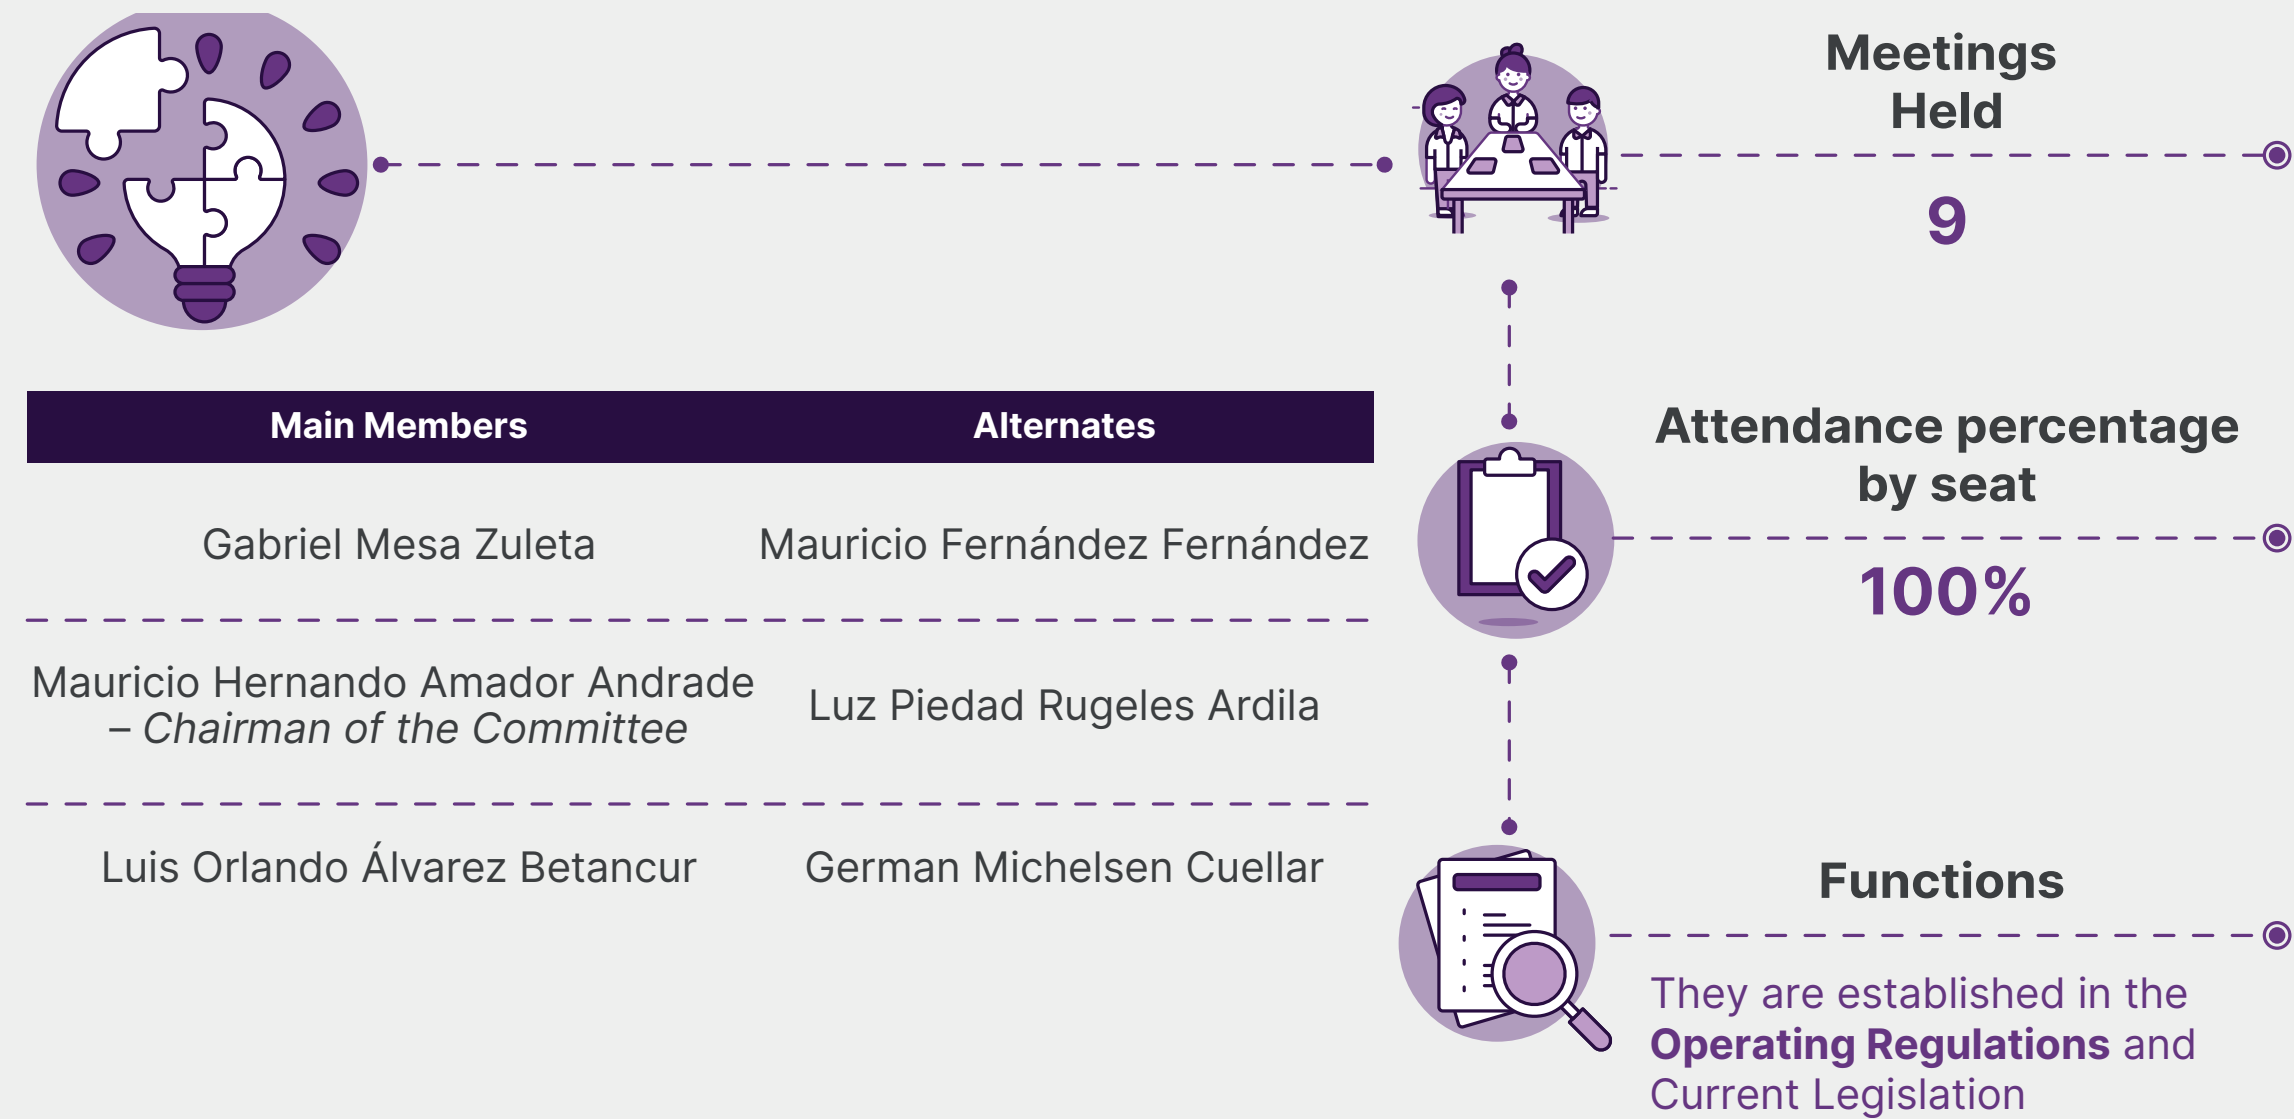 Meetings
Held
9
Main Members Alternates
Gabriel Mesa Zuleta Mauricio Fernández Fernández
Mauricio Hernando Amador Andrade
– Chairman of the Committee
Luz Piedad Rugeles Ardila
Luis Orlando Álvarez Betancur German Michelsen Cuellar
Attendance percentage
by seat
100%
Functions
They are established in the
Operating Regulations and
Current Legislation